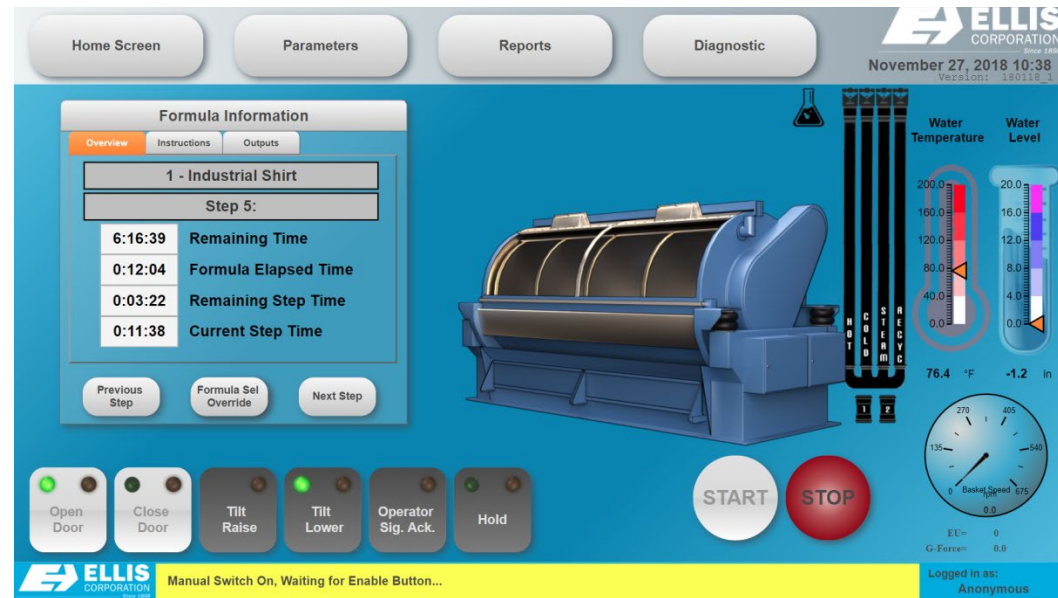 Home Screen
Parameters
Reports
Diagnostic
ELLIS
CORPORATION
Since 1898
November 27, 2018 10:38
Version: 180118_1
Formula Information
Overview
Instructions
Outputs
1 - Industrial Shirt
Step 5:
6:16:39 Remaining Time
0:12:04 Formula Elapsed Time
0:03:22 Remaining Step Time
0:11:38 Current Step Time
Previous
Step
Formula Sel
Override
Next Step
HOT
COLD
STEAM
RECYC
1 2
Water
Temperature
200.0
160.0
120.0
80.0
40.0
0.0
76.4 °F
Water
Level
20.0
16.0
12.0
8.0
4.0
0.0
-1.2 in
270 405
135 540
0 Basket Speed 675
rpm
0.0
EU= 0
G-Force= 0.0
Open
Door
Close
Door
Tilt
Raise
Tilt
Lower
Operator
Sig. Ack.
Hold
START
STOP
ELLIS
CORPORATION
Since 1898
Manual Switch On, Waiting for Enable Button...
Logged in as:
Anonymous